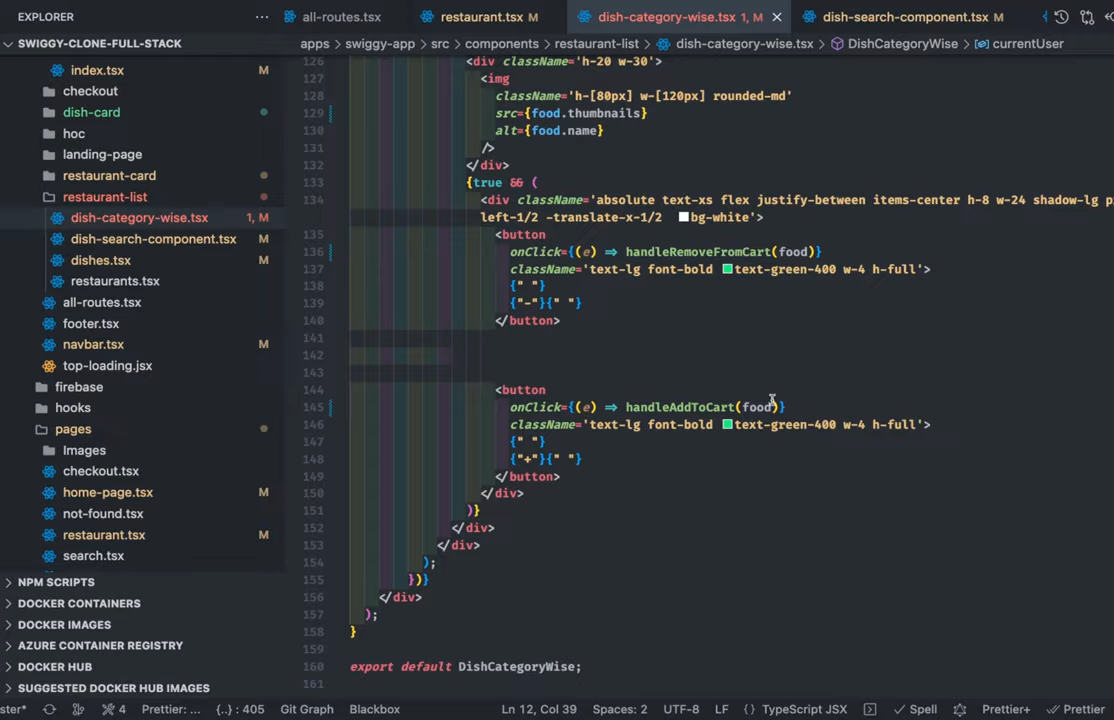 EXPLORER
all-routes.tsx
restaurant.tsx M
dish-category-wise.tsx 1, M
dish-search-component.tsx M
SWIGGY-CLONE-FULL-STACK
apps > swiggy-app > src > components > restaurant-list > dish-category-wise.tsx > DishCategoryWise > currentUser
index.tsx M
checkout
dish-card
hoc
landing-page
restaurant-card
restaurant-list
dish-category-wise.tsx 1, M
dish-search-component.tsx M
dishes.tsx M
restaurants.tsx
all-routes.tsx
footer.tsx
navbar.tsx M
top-loading.jsx
firebase
hooks
pages
Images
checkout.tsx
home-page.tsx M
not-found.tsx
restaurant.tsx M
search.tsx
NPM SCRIPTS
DOCKER CONTAINERS
DOCKER IMAGES
AZURE CONTAINER REGISTRY
DOCKER HUB
SUGGESTED DOCKER HUB IMAGES
126 <div className='h-20 w-30'>
127 <img
128 className='h-[80px] w-[120px] rounded-md'
129 src={food.thumbnails}
130 alt={food.name}
131 />
132 </div>
133 {true && (
134 <div className='absolute text-xs flex justify-between items-center h-8 w-24 shadow-lg
left-1/2 -translate-x-1/2 bg-white'>
135 <button
136 onClick={(e) => handleRemoveFromCart(food)}
137 className='text-lg font-bold text-green-400 w-4 h-full'>
138 {" "}
139 {"-"}{" "}
140 </button>
141
142
143
144 <button
145 onClick={(e) => handleAddToCart(food)}
146 className='text-lg font-bold text-green-400 w-4 h-full'>
147 {" "}
148 {"+"}{" "}
149 </button>
150 </div>
151 )}
152 </div>
153 </div>
154 );
155 })}
156 </div>
157 );
158 }
159
160 export default DishCategoryWise;
161
ster* 4 Prettier: ... {..} : 405 Git Graph Blackbox Ln 12, Col 39 Spaces: 2 UTF-8 LF {} TypeScript JSX Spell Prettier+ Prettier